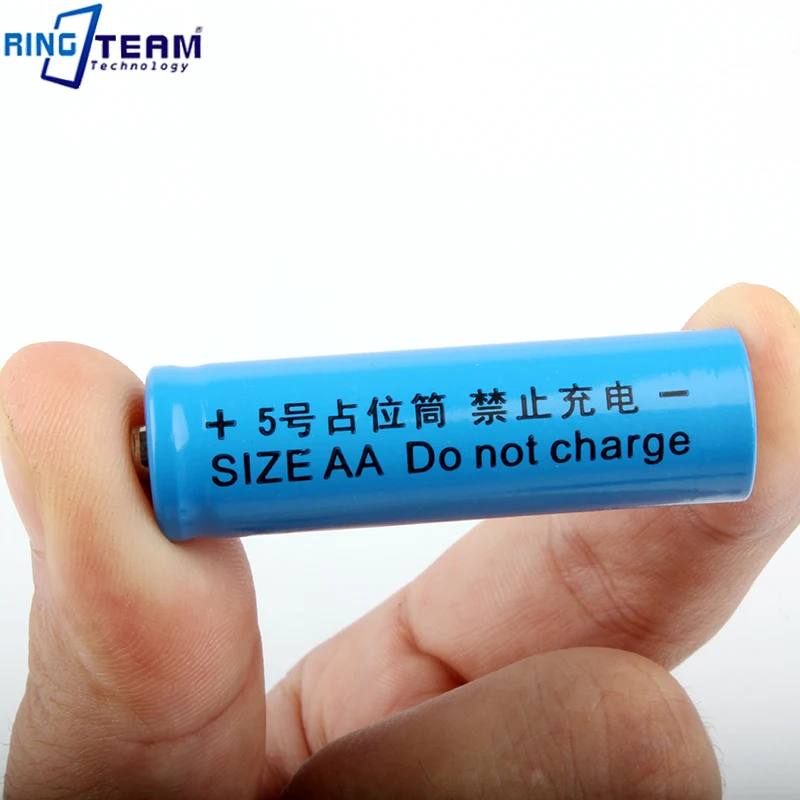 RING TEAM
Technology
+ 5号占位筒 禁止充电 -
SIZE AA Do not charge